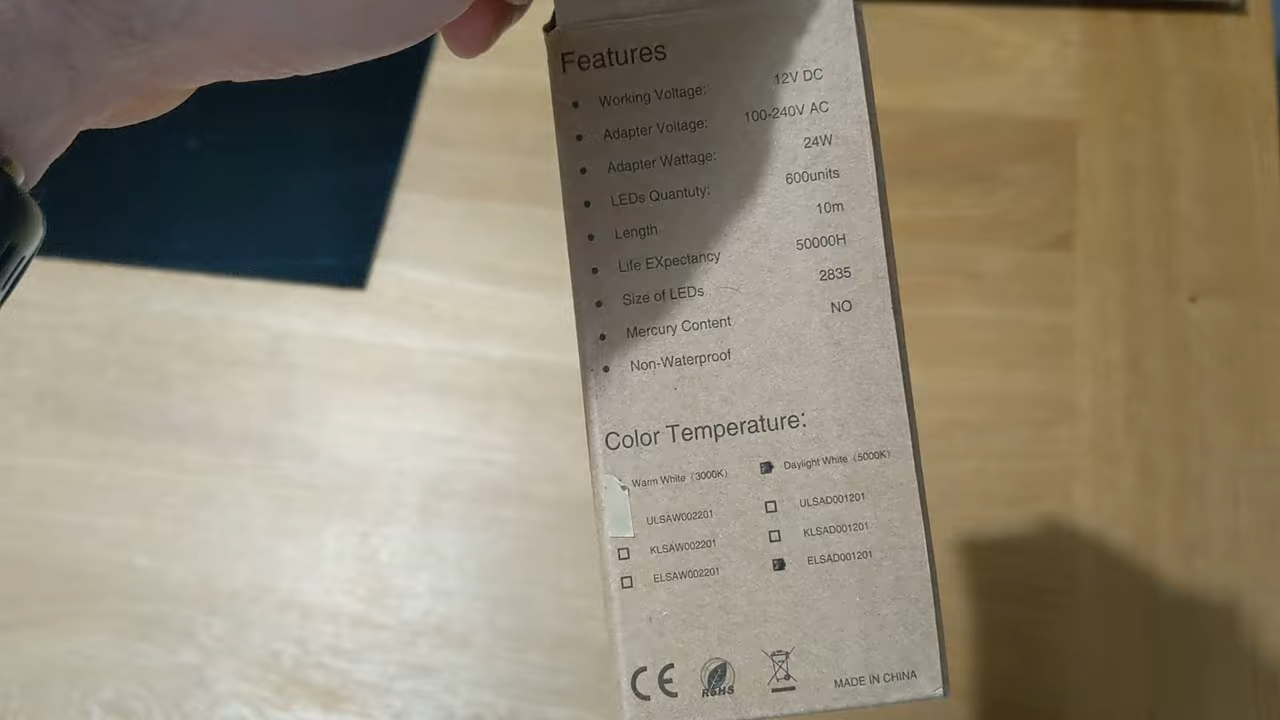 Features
Working Voltage: 12V DC
Adapter Voltage: 100-240V AC
Adapter Wattage: 24W
LEDs Quantuty: 600units
Length 10m
Life EXpectancy 50000H
Size of LEDs 2835
Mercury Content NO
Non-Waterproof
Color Temperature:
Warm White (3000K) Daylight White (5000K)
ULSAW002201 ULSAD001201
KLSAW002201 KLSAD001201
ELSAW002201 ELSAD001201
CE RoHS MADE IN CHINA